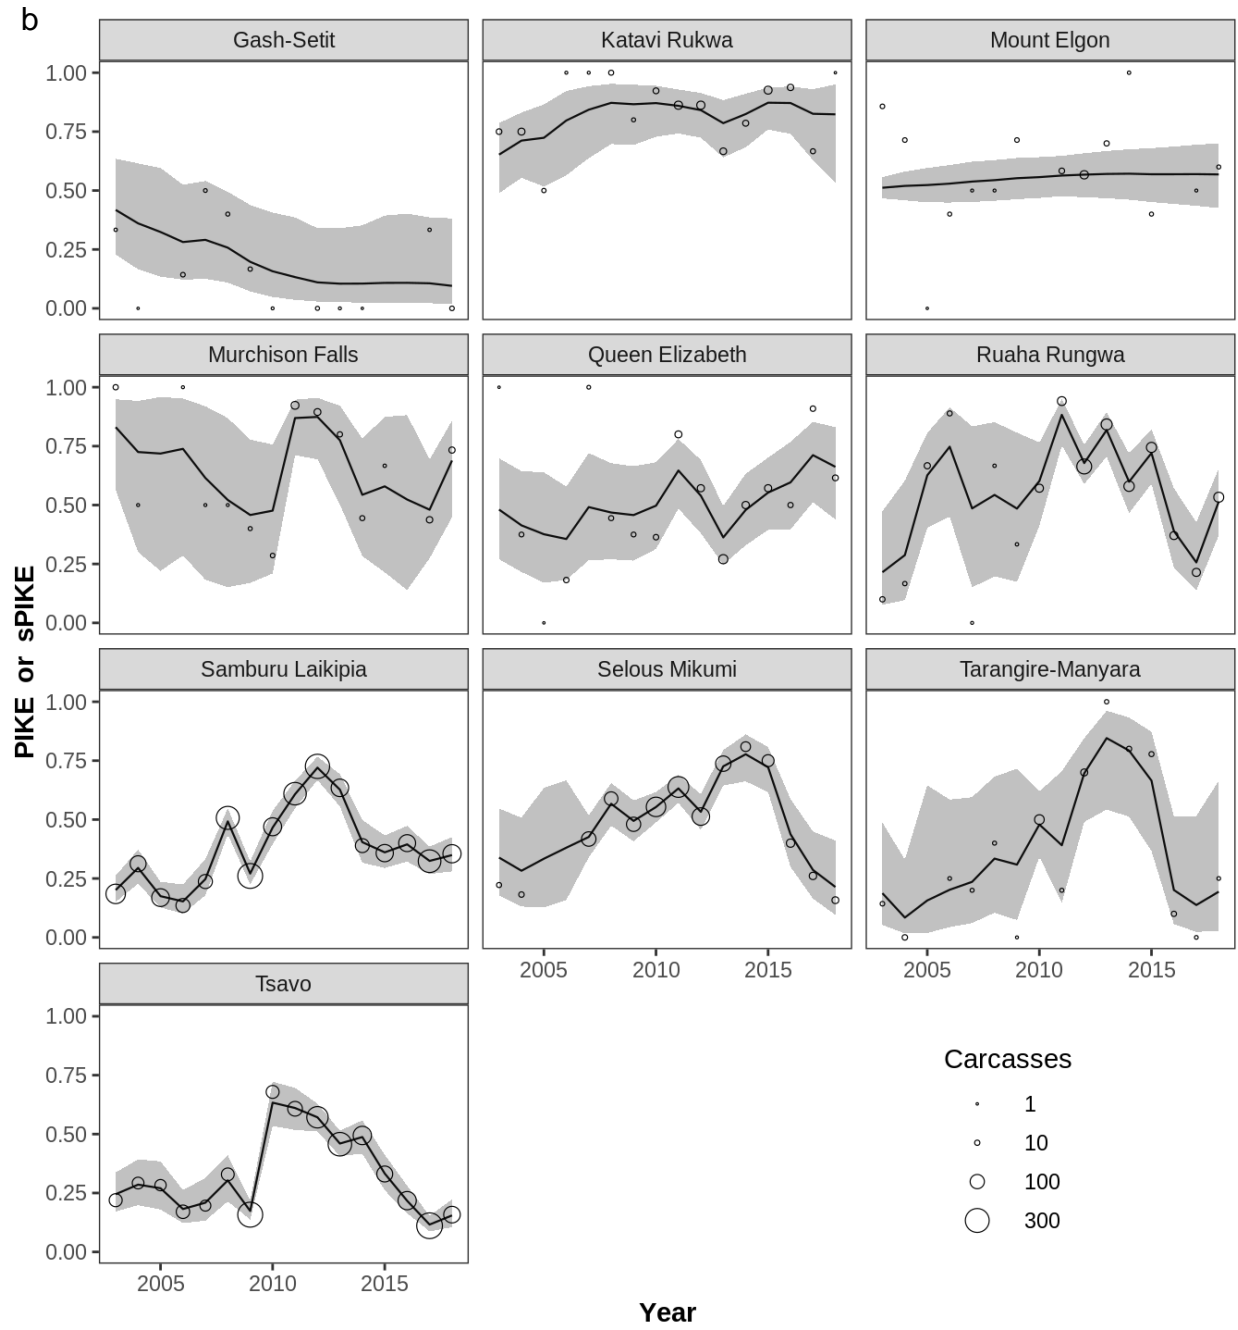 b
Gash-Setit
Katavi Rukwa
Mount Elgon
1.00
0.75
0.50
0.25
0.00
Murchison Falls
Queen Elizabeth
Ruaha Rungwa
1.00
0.75
0.50
0.25
0.00
PIKE or sPIKE
Samburu Laikipia
Selous Mikumi
Tarangire-Manyara
1.00
0.75
0.50
0.25
0.00
2005 2010 2015
2005 2010 2015
Tsavo
1.00
0.75
0.50
0.25
0.00
2005 2010 2015
Carcasses
1
10
100
300
Year